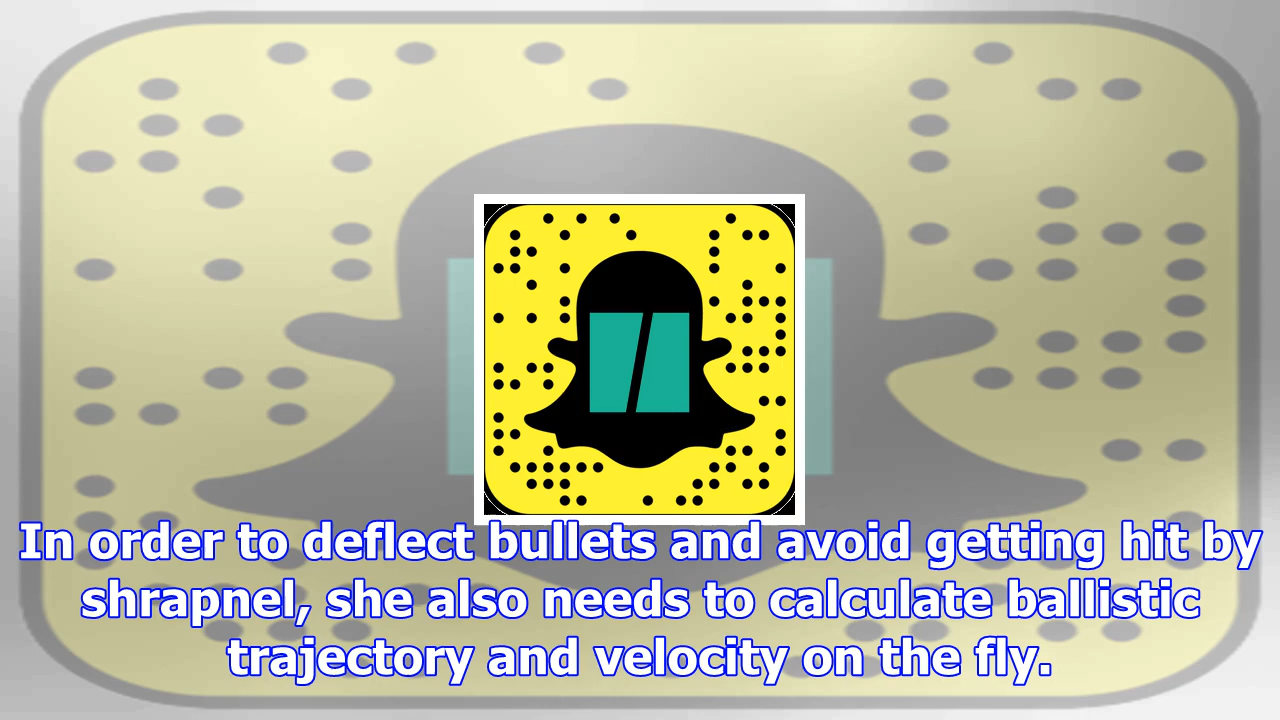 In order to deflect bullets and avoid getting hit by
shrapnel, she also needs to calculate ballistic
trajectory and velocity on the fly.